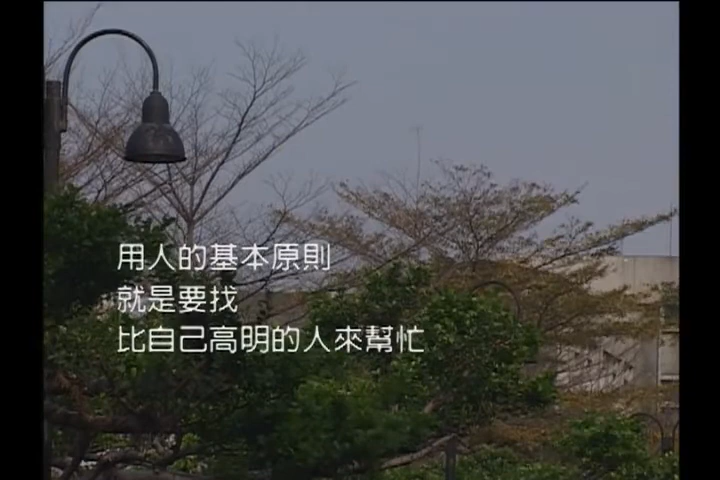 用人的基本原則
就是要找
比自己高明的人來幫忙